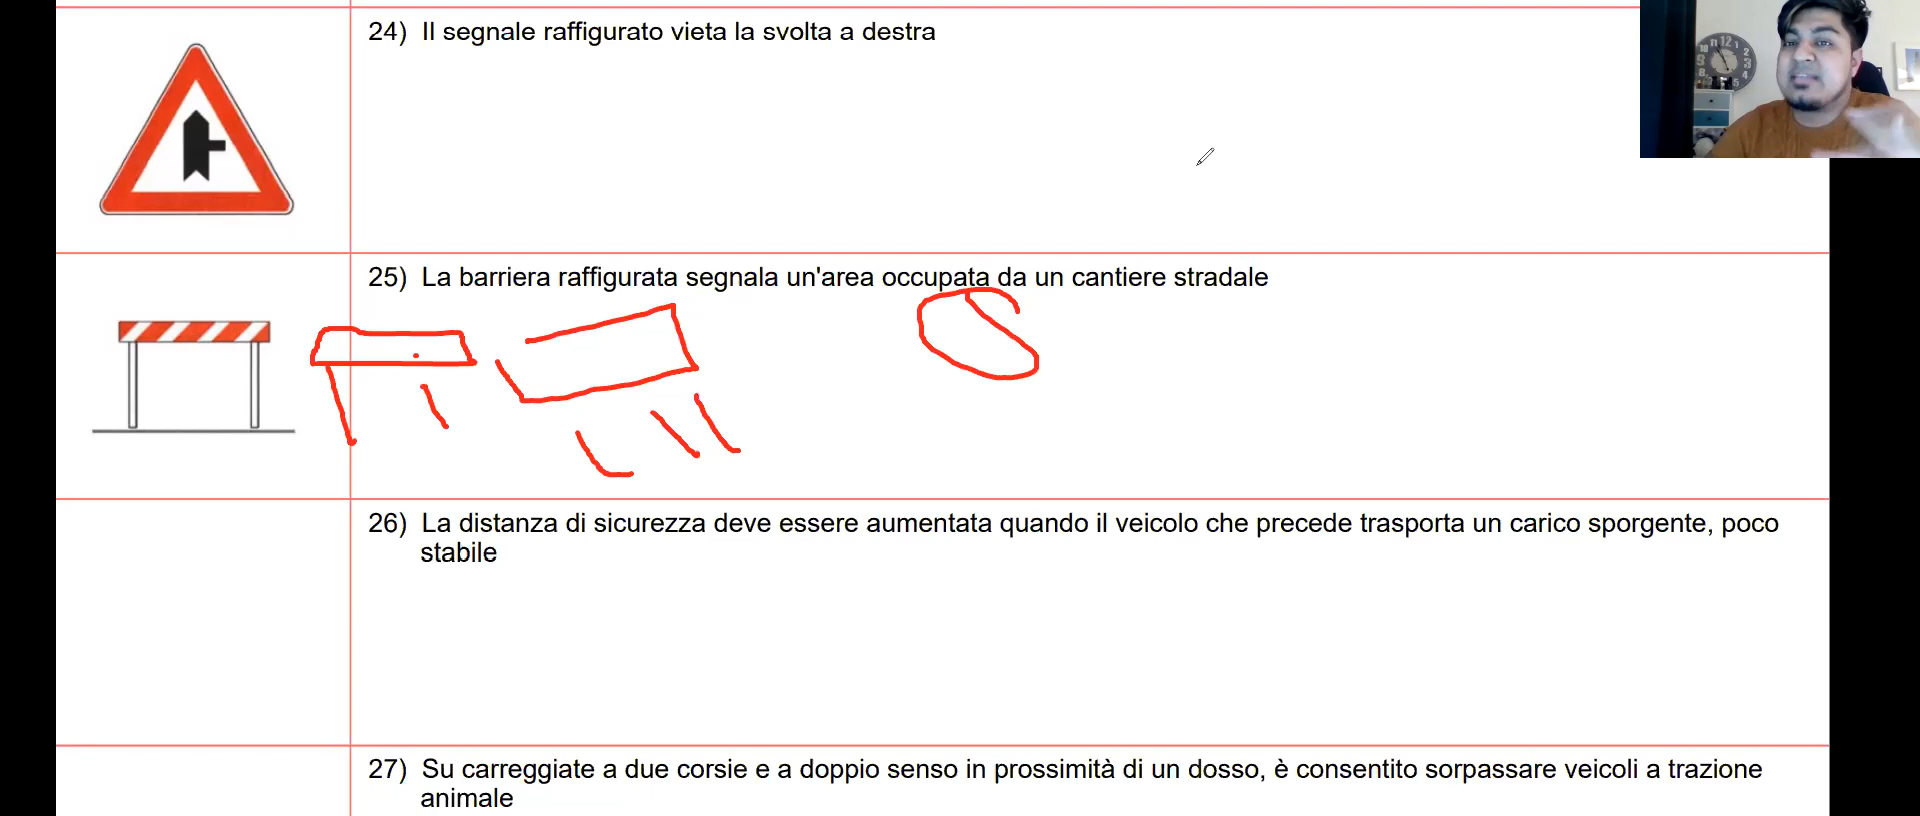 24) Il segnale raffigurato vieta la svolta a destra
25) La barriera raffigurata segnala un'area occupata da un cantiere stradale
26) La distanza di sicurezza deve essere aumentata quando il veicolo che precede trasporta un carico sporgente, poco
stabile
27) Su carreggiate a due corsie e a doppio senso in prossimità di un dosso, è consentito sorpassare veicoli a trazione
animale